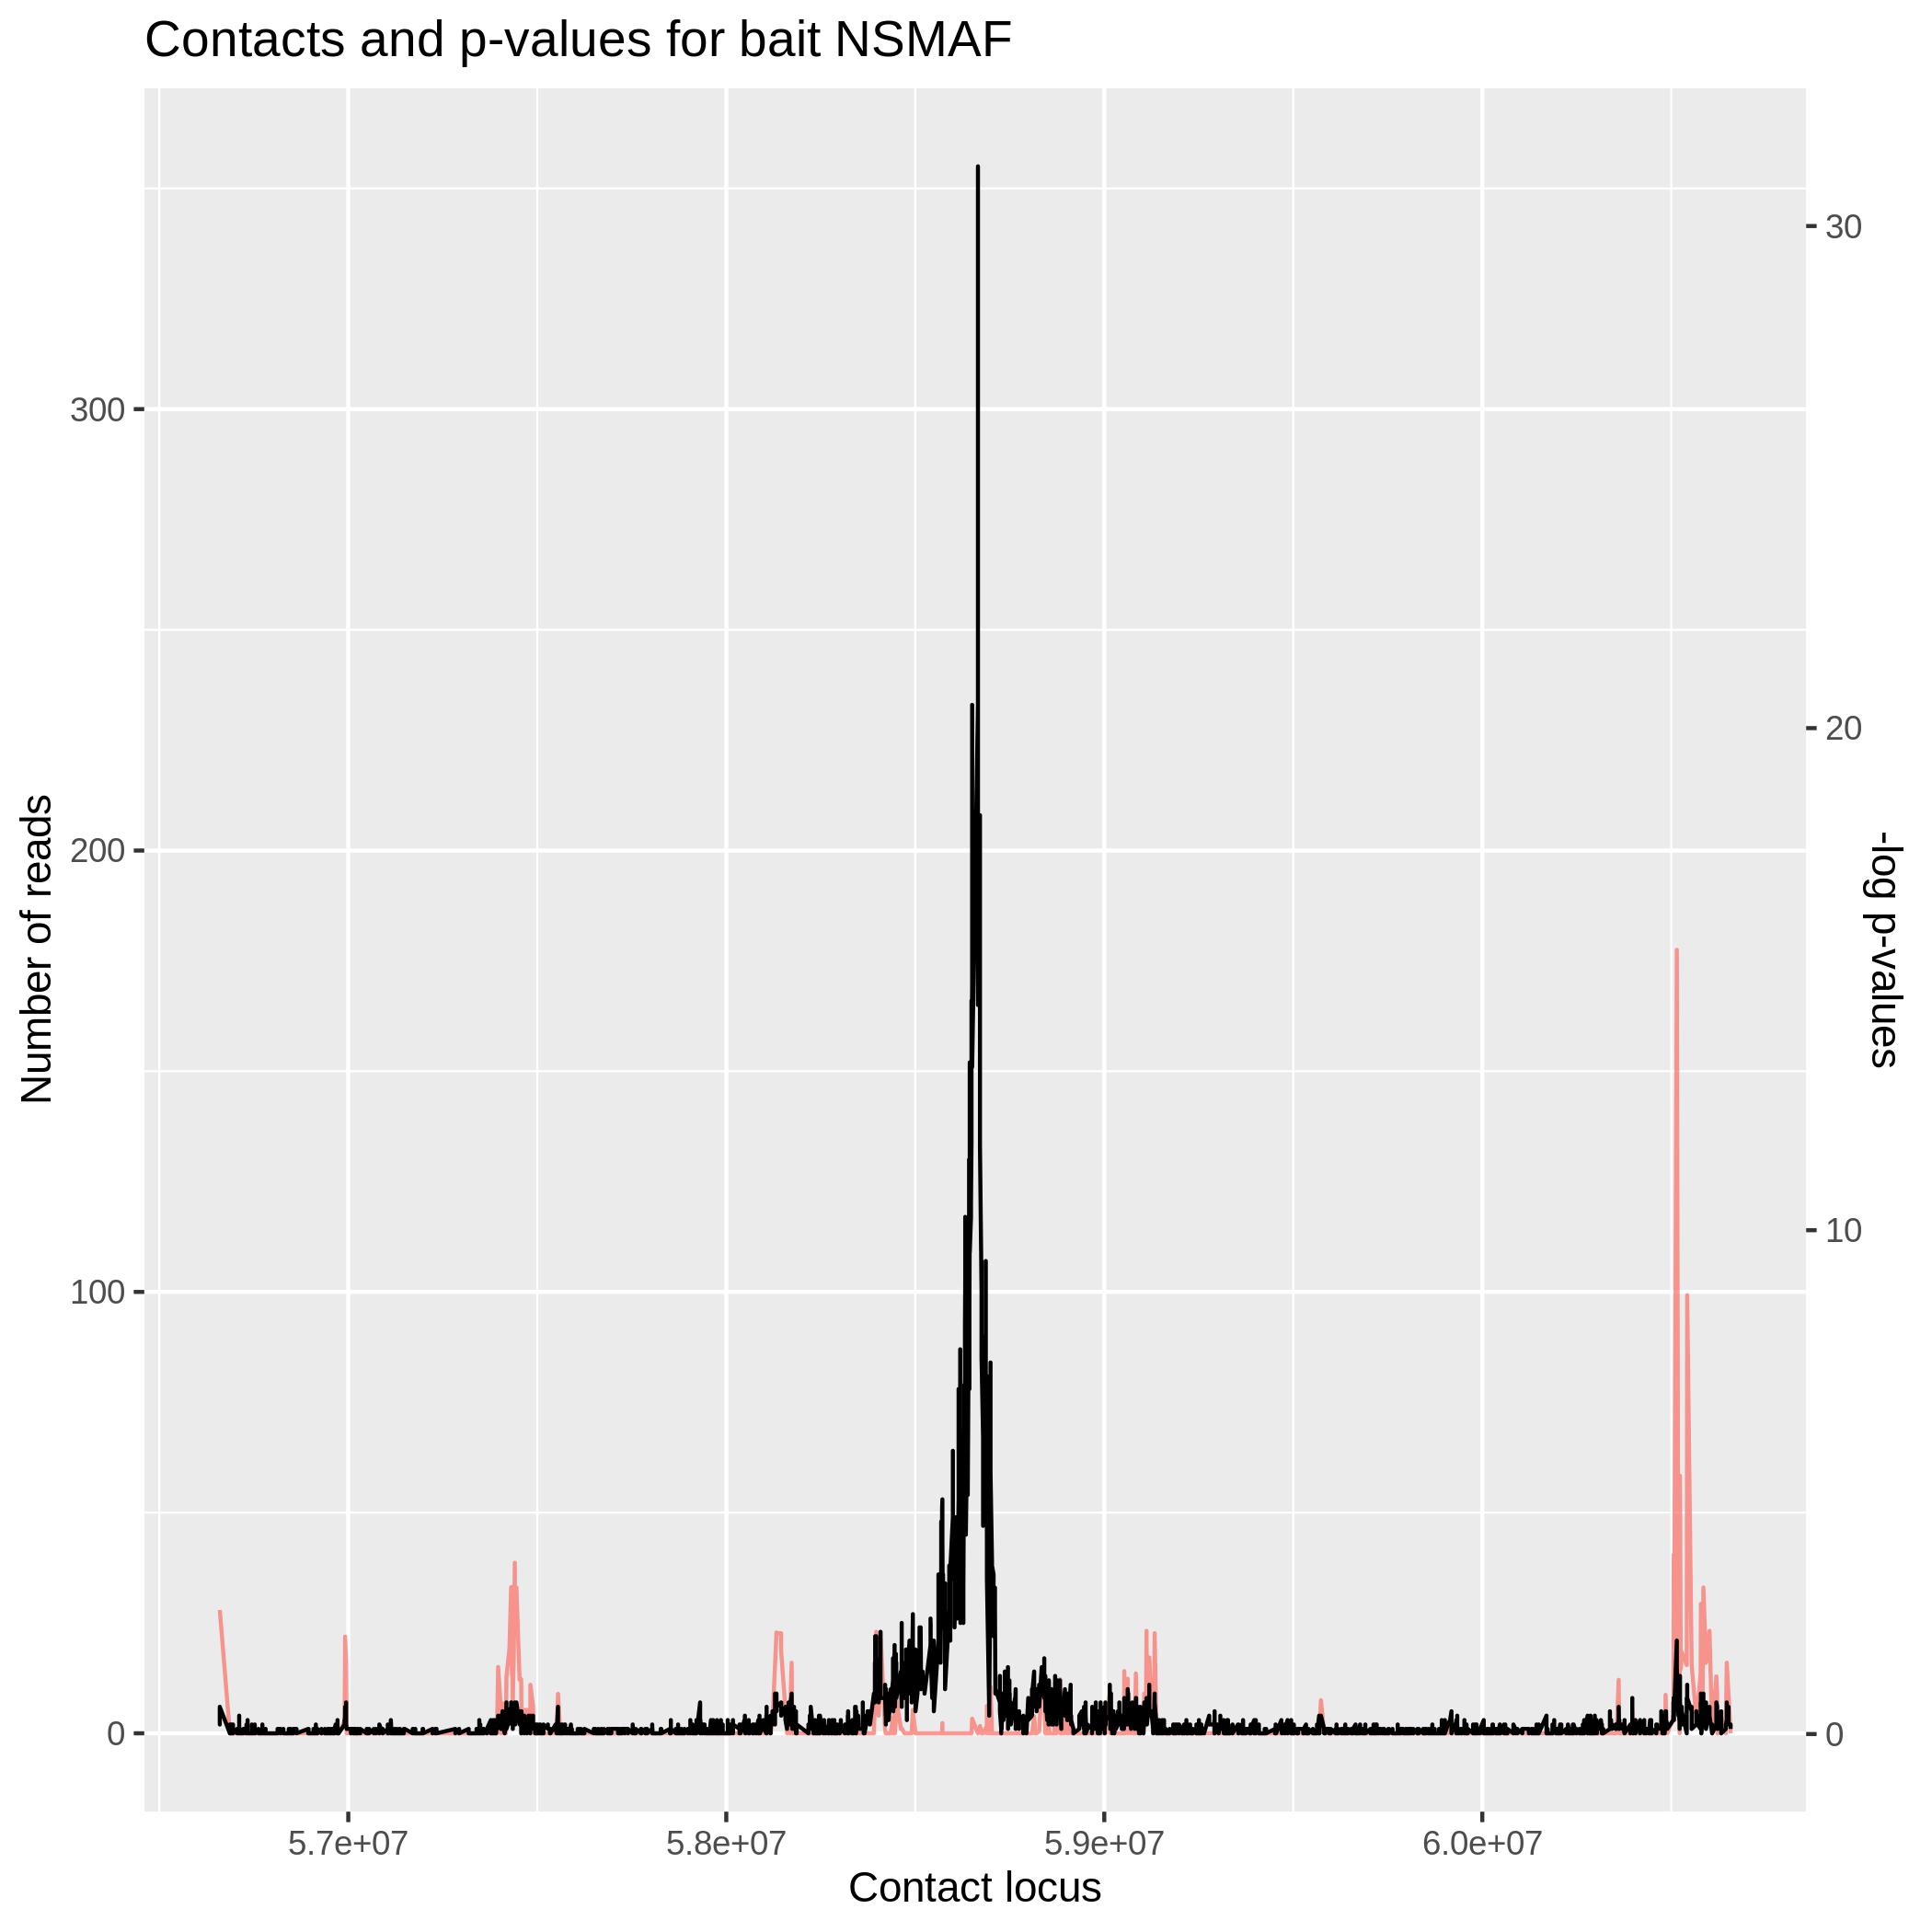 Contacts and p-values for bait NSMAF
Number of reads
300
200
100
0
30
20
10
0
-log p-values
5.7e+07 5.8e+07 5.9e+07 6.0e+07
Contact locus